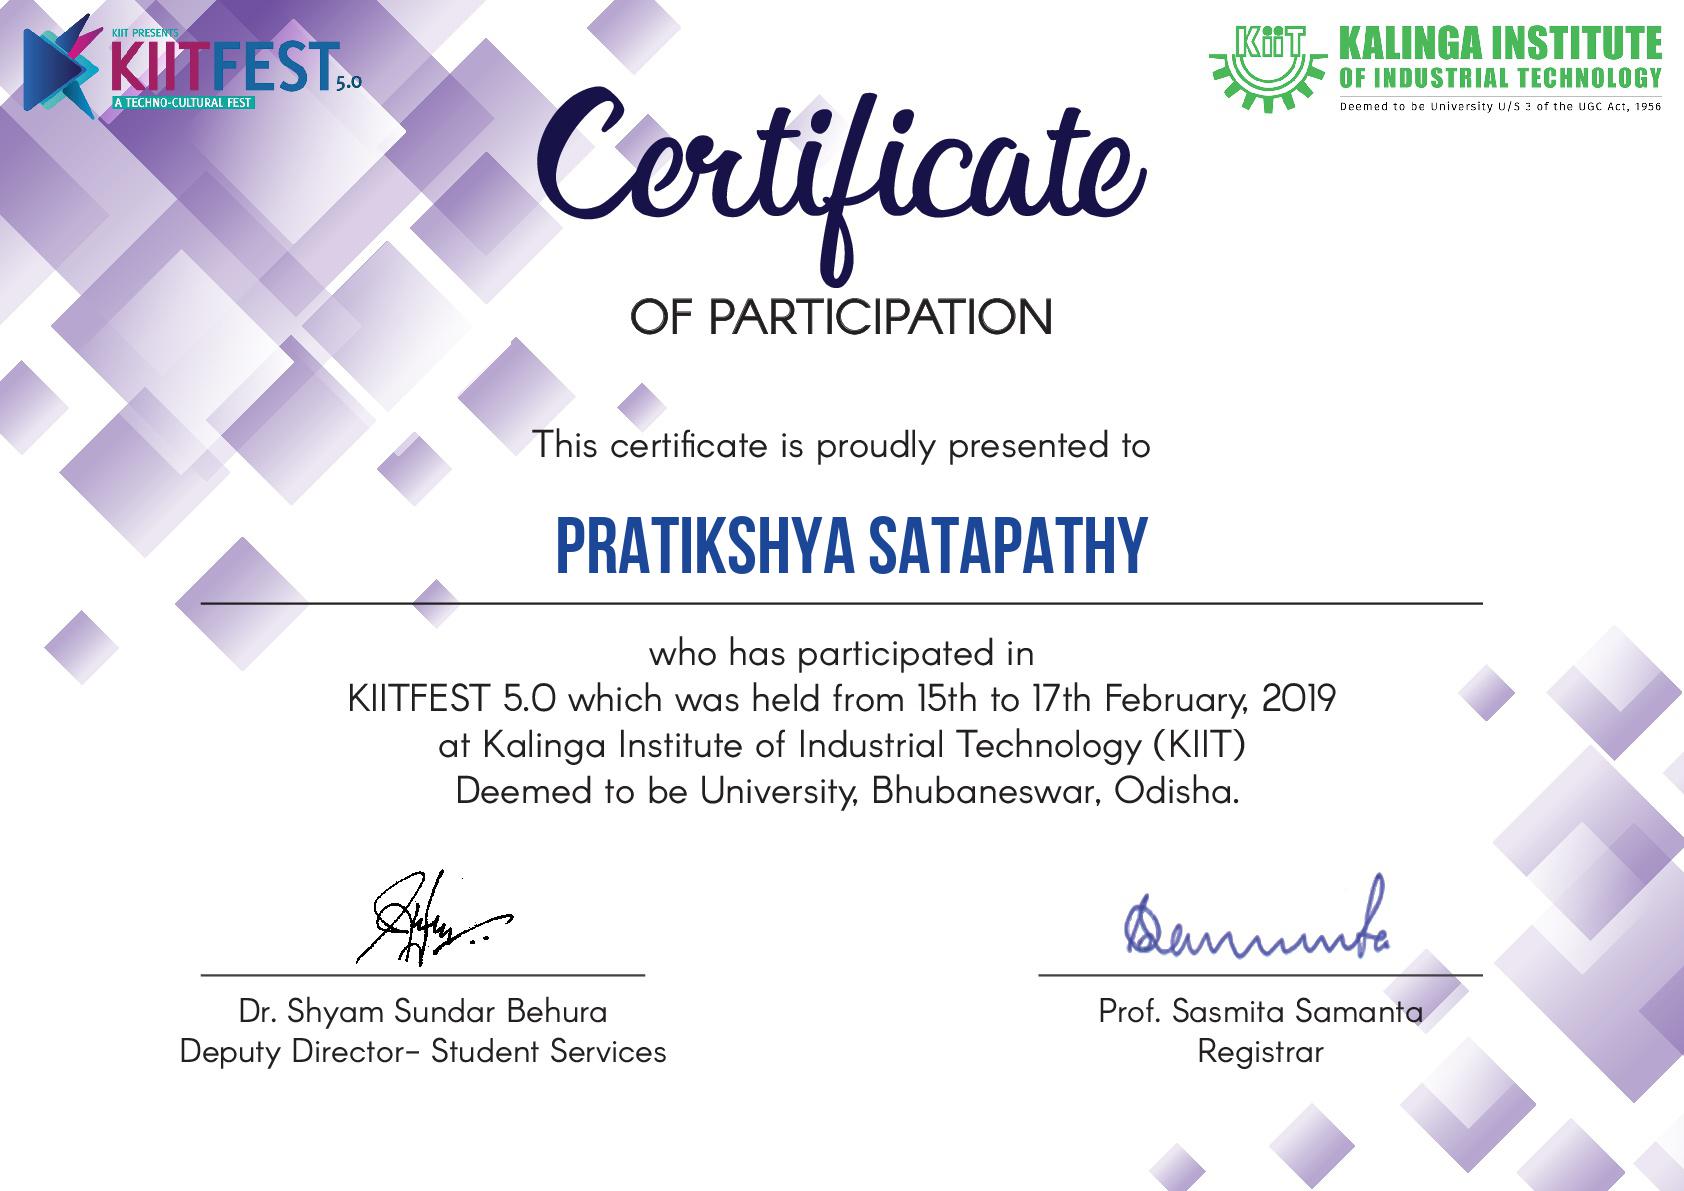 KIIT PRESENTS
KIITFEST 5.0
A TECHNO-CULTURAL FEST
KiiT
KALINGA INSTITUTE
OF INDUSTRIAL TECHNOLOGY
Deemed to be University U/S 3 of the UGC Act, 1956
Certificate
OF PARTICIPATION
This certificate is proudly presented to
PRATIKSHYA SATAPATHY
who has participated in
KIITFEST 5.0 which was held from 15th to 17th February, 2019
at Kalinga Institute of Industrial Technology (KIIT)
Deemed to be University, Bhubaneswar, Odisha.
Dr. Shyam Sundar Behura
Deputy Director- Student Services
Prof. Sasmita Samanta
Registrar